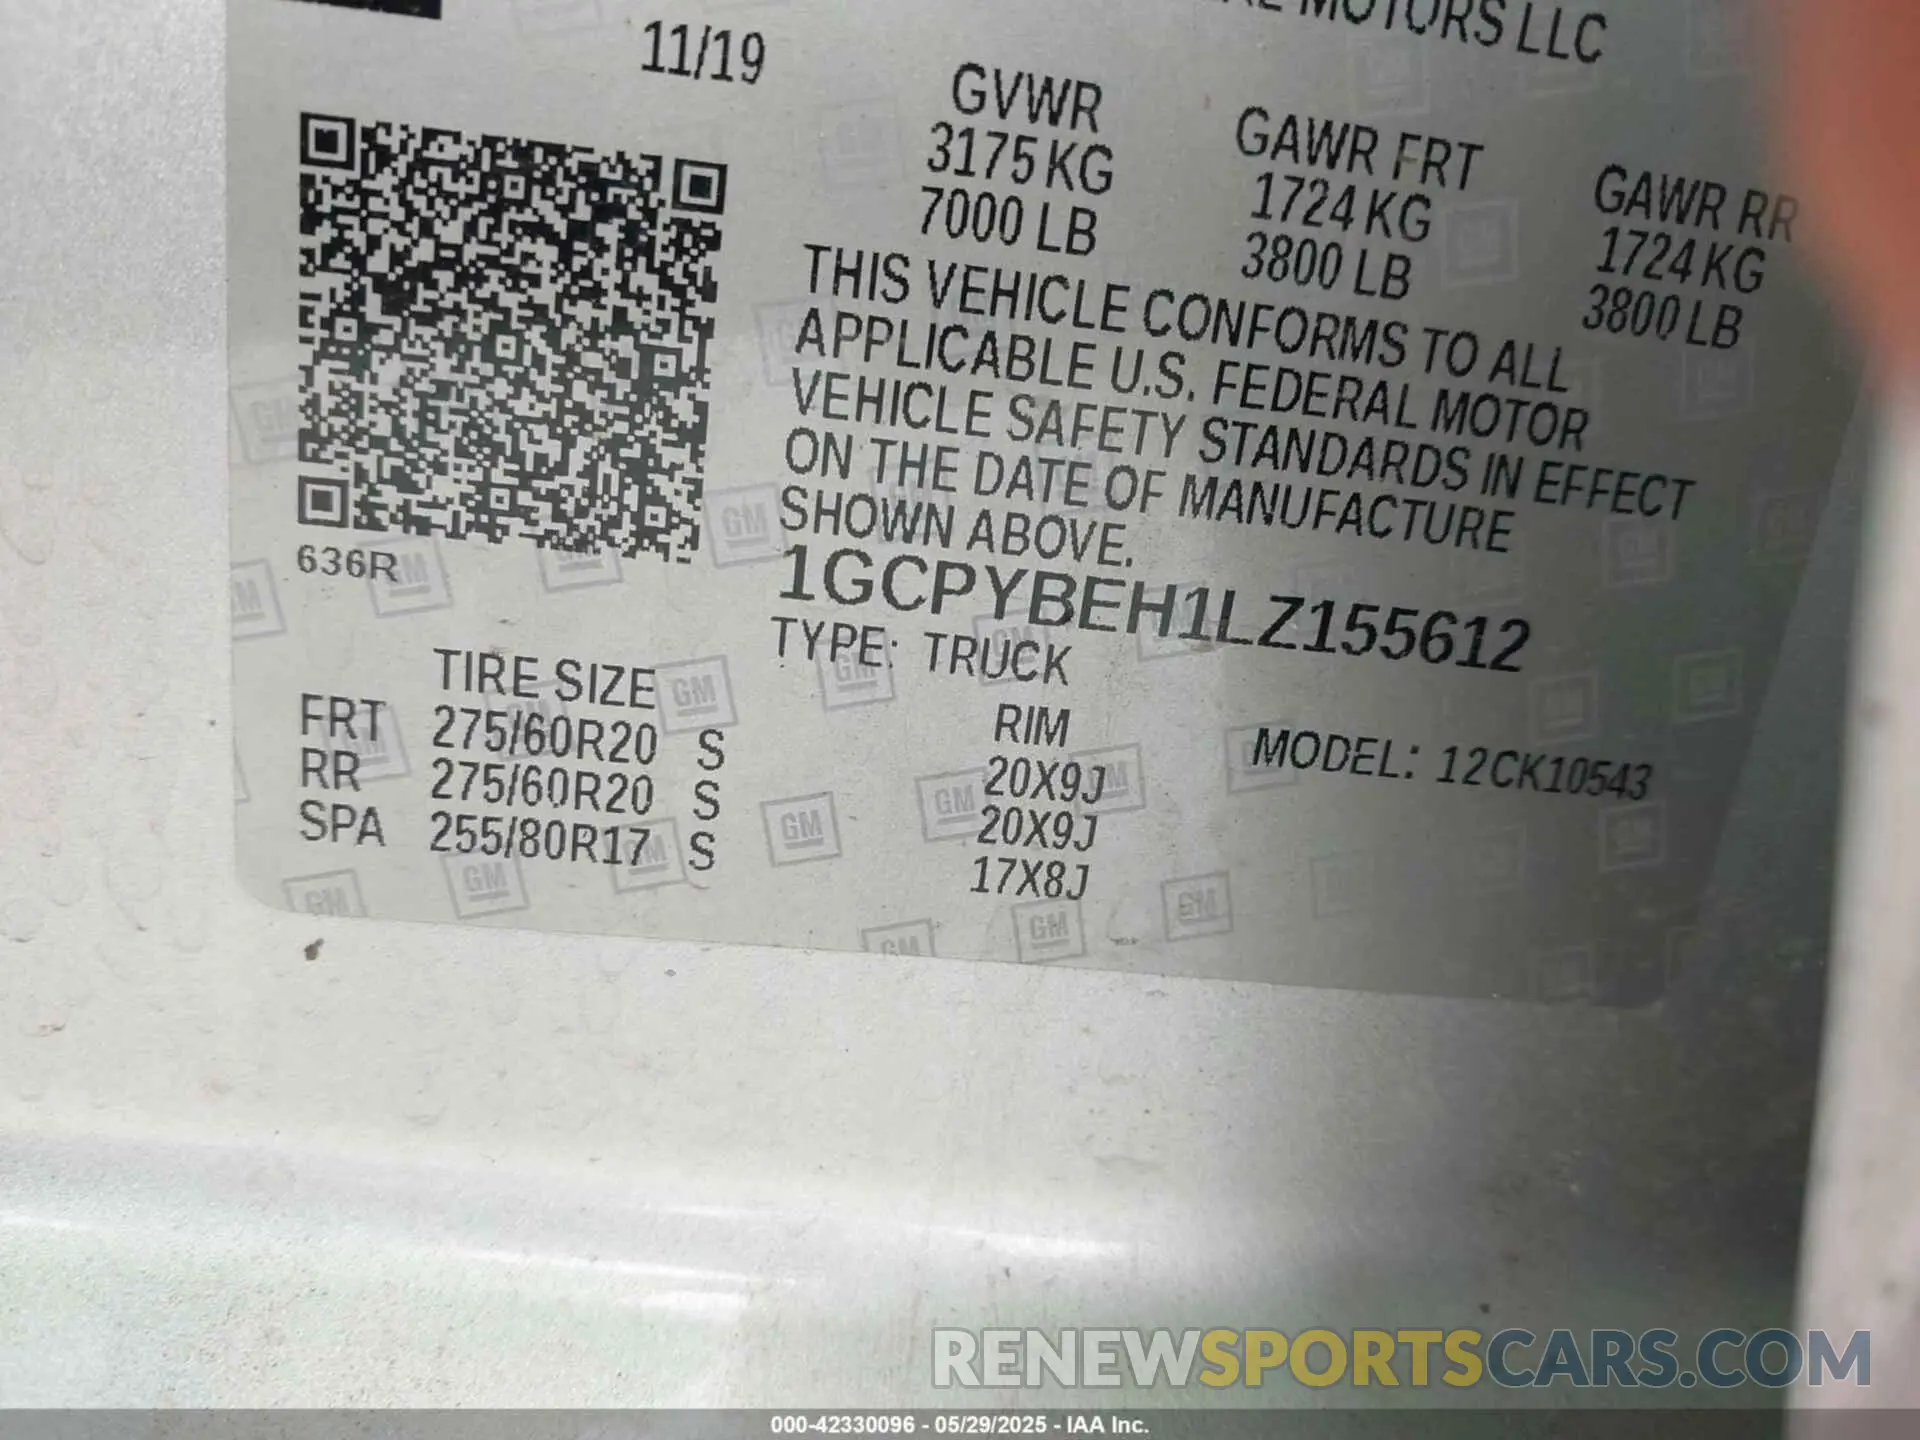 MOTORS LLC
11/19
GVWR
3175 KG
7000 LB
GAWR FRT
1724 KG
3800 LB
GAWR RR
1724 KG
3800 LB
THIS VEHICLE CONFORMS TO ALL
APPLICABLE U.S. FEDERAL MOTOR
VEHICLE SAFETY STANDARDS IN EFFECT
ON THE DATE OF MANUFACTURE
SHOWN ABOVE.
636R
1GCPYBEH1LZ155612
TYPE: TRUCK
TIRE SIZE
RIM
MODEL: 12CK10543
FRT 275/60R20 S 20X9J
RR 275/60R20 S 20X9J
SPA 255/80R17 S 17X8J
GM
RENEWSPORTSCARS.COM
000-42330096 - 05/29/2025 - IAA Inc.